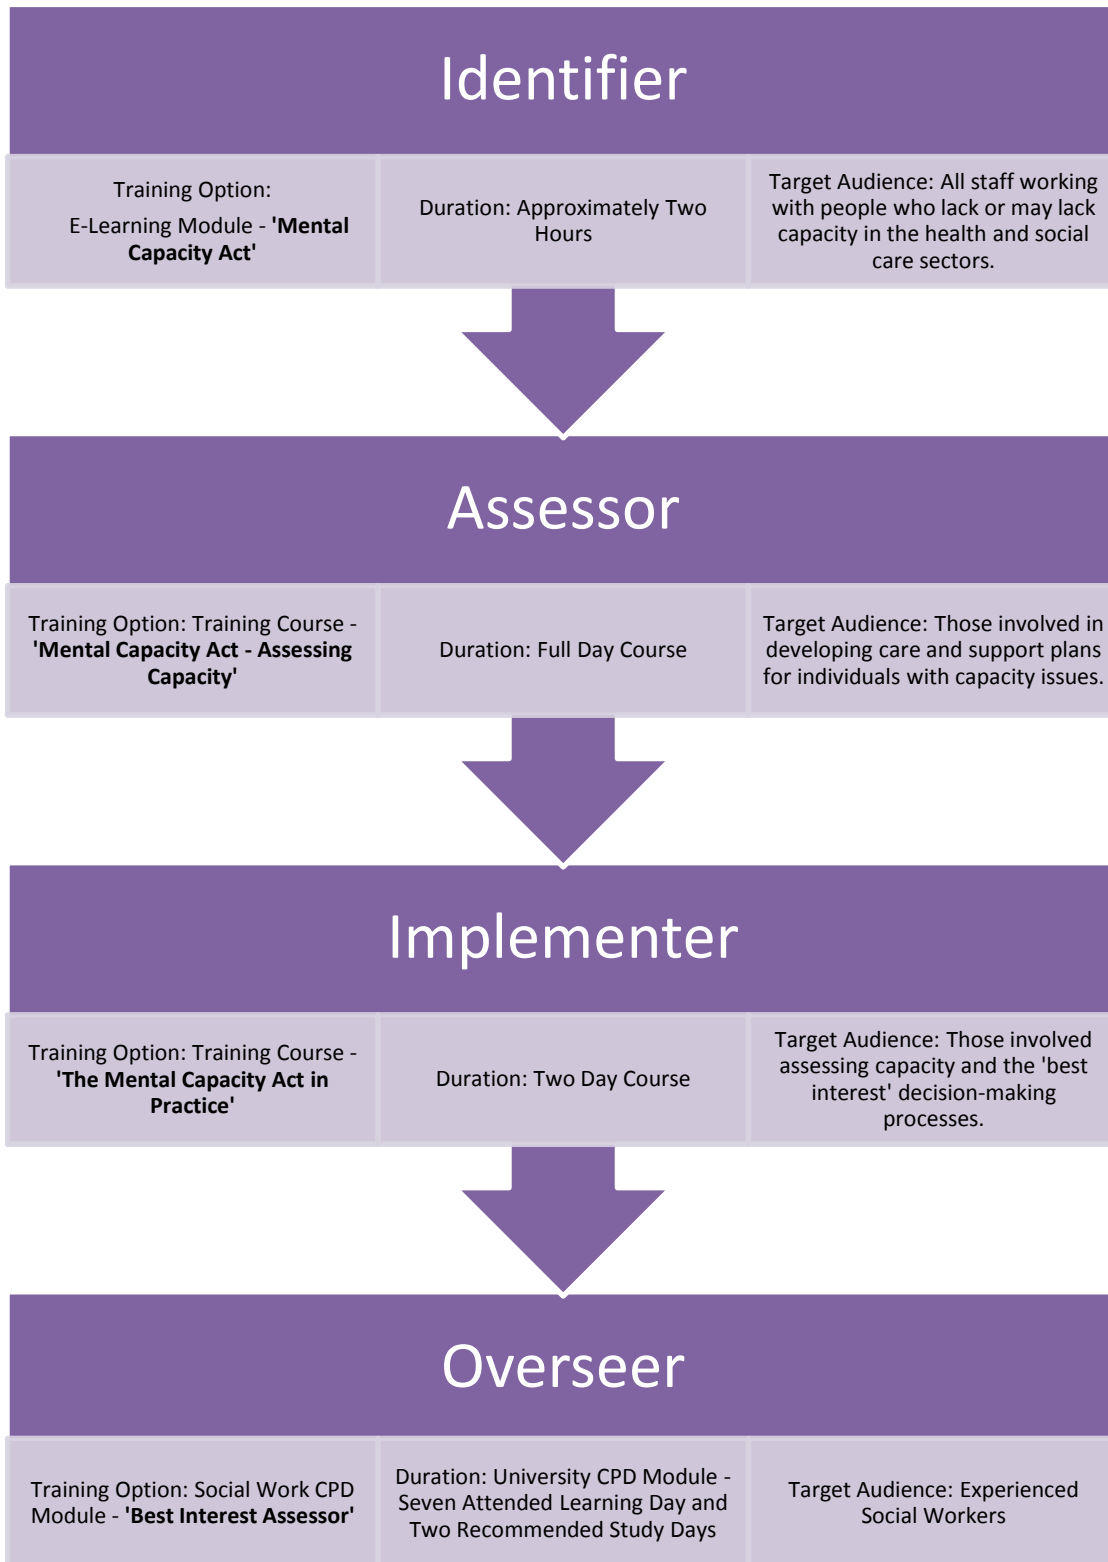 Identifier
Training Option:
E-Learning Module - 'Mental
Capacity Act'
Duration: Approximately Two
Hours
Target Audience: All staff working
with people who lack or may lack
capacity in the health and social
care sectors.
Assessor
Training Option: Training Course -
'Mental Capacity Act - Assessing
Capacity'
Duration: Full Day Course
Target Audience: Those involved in
developing care and support plans
for individuals with capacity issues.
Implementer
Training Option: Training Course -
'The Mental Capacity Act in
Practice'
Duration: Two Day Course
Target Audience: Those involved
assessing capacity and the 'best
interest' decision-making
processes.
Overseer
Training Option: Social Work CPD
Module - 'Best Interest Assessor'
Duration: University CPD Module -
Seven Attended Learning Day and
Two Recommended Study Days
Target Audience: Experienced
Social Workers